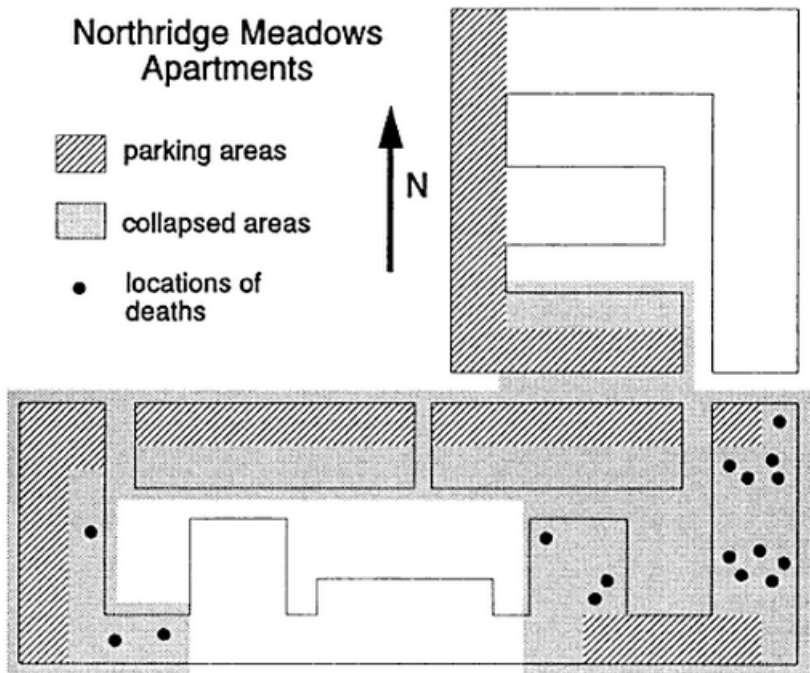 Northridge Meadows
Apartments
parking areas
N
collapsed areas
locations of
deaths